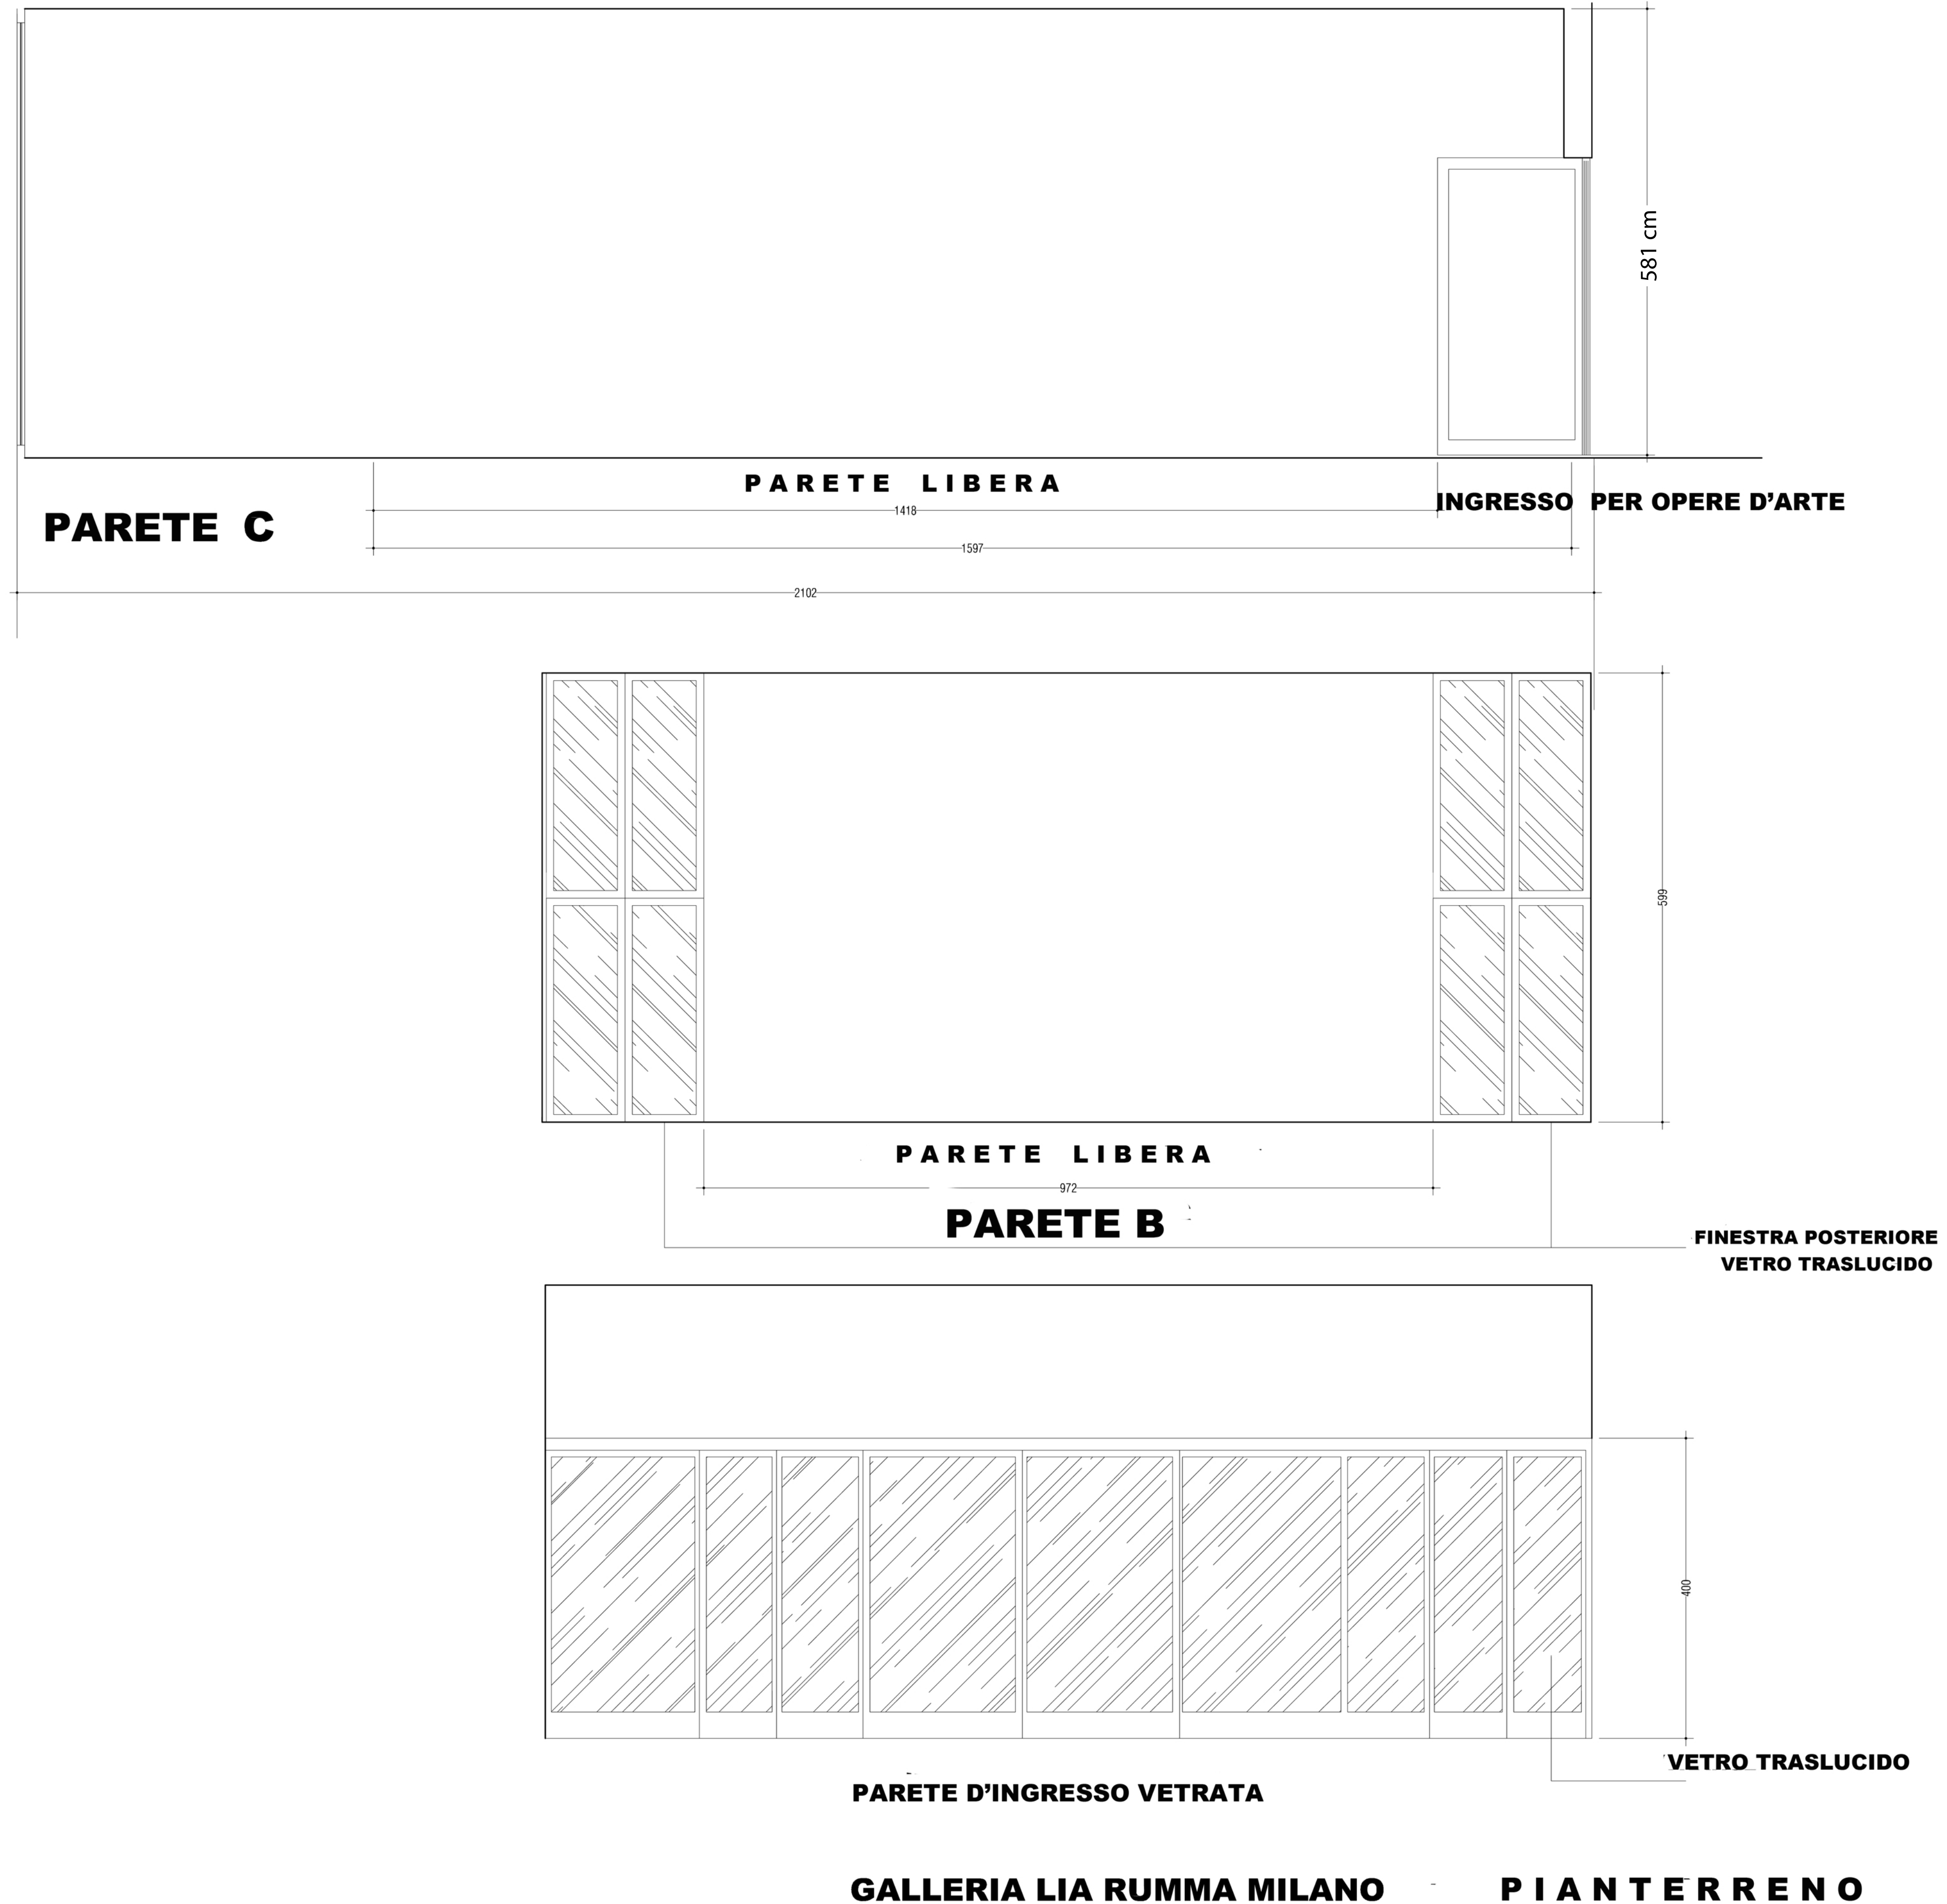 581 cm
PARETE LIBERA
INGRESSO PER OPERE D’ARTE
1418
PARETE C
1597
2102
599
PARETE LIBERA
972
PARETE B
FINESTRA POSTERIORE
VETRO TRASLUCIDO
400
VETRO TRASLUCIDO
PARETE D’INGRESSO VETRATA
GALLERIA LIA RUMMA MILANO - PIANTERRENO